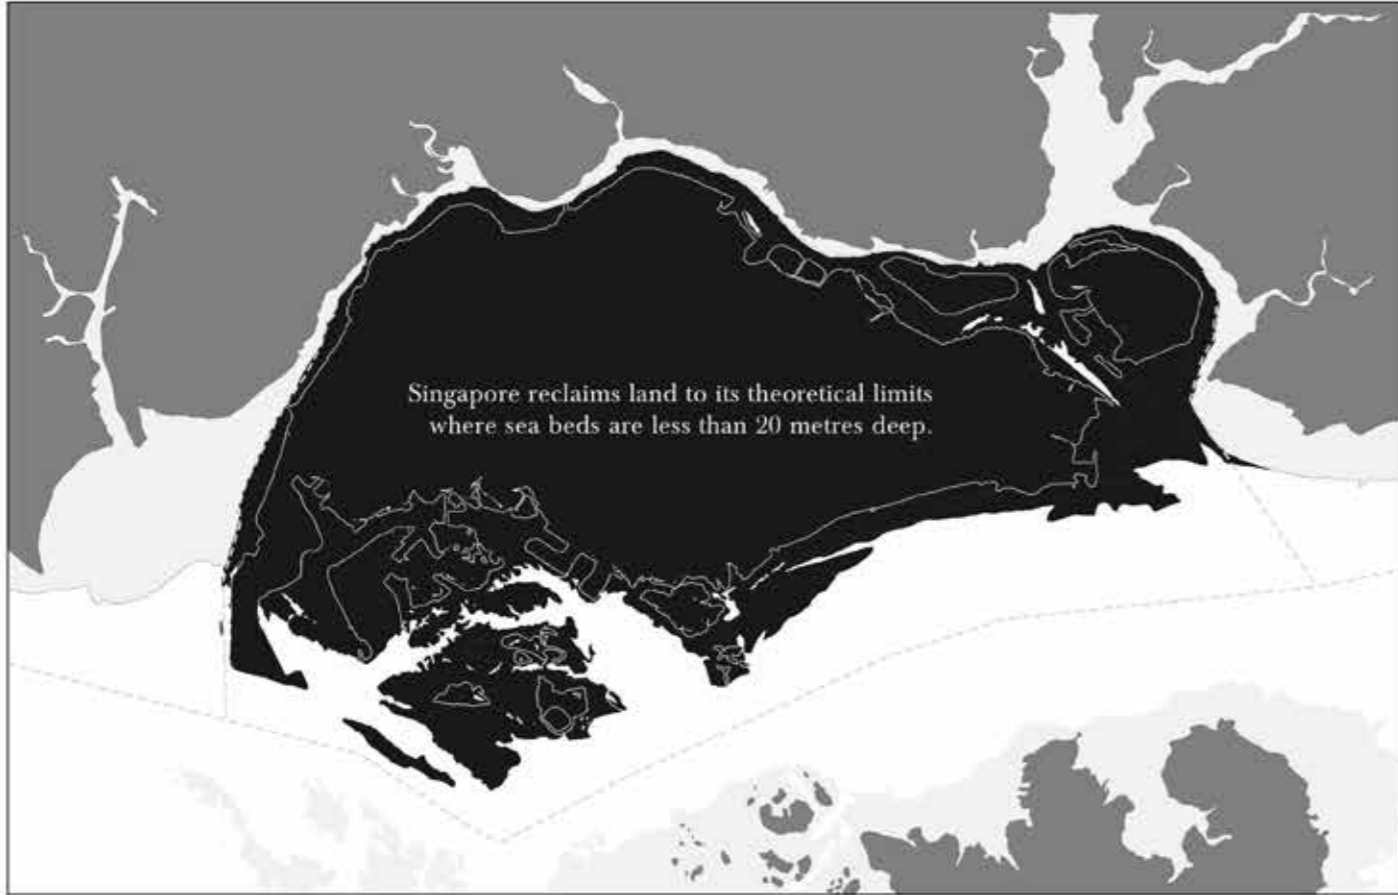 Singapore reclaims land to its theoretical limits
where sea beds are less than 20 metres deep.